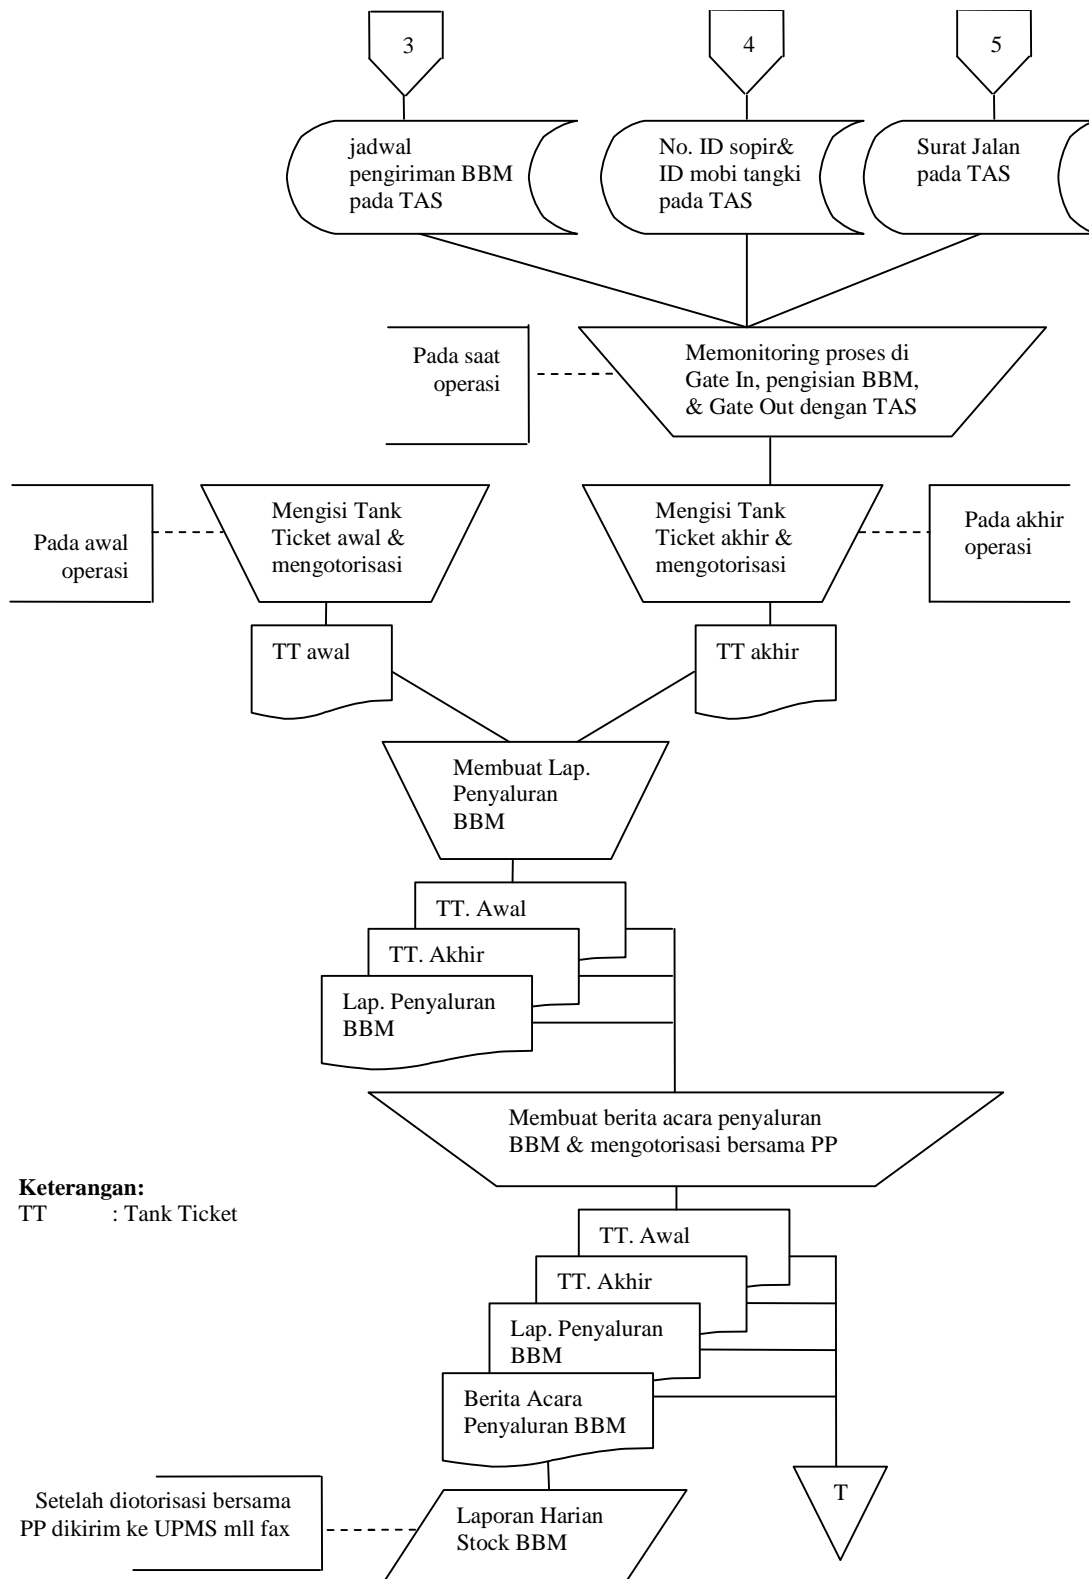 3
4
5
jadwal
pengiriman BBM
pada TAS
No. ID sopir&
ID mobi tangki
pada TAS
Surat Jalan
pada TAS
Pada saat
operasi
Memonitoring proses di
Gate In, pengisian BBM,
& Gate Out dengan TAS
Pada awal
operasi
Mengisi Tank
Ticket awal &
mengotorisasi
Mengisi Tank
Ticket akhir &
mengotorisasi
Pada akhir
operasi
TT awal
TT akhir
Membuat Lap.
Penyaluran
BBM
TT. Awal
TT. Akhir
Lap. Penyaluran
BBM
Membuat berita acara penyaluran
BBM & mengotorisasi bersama PP
Keterangan:
TT : Tank Ticket
TT. Awal
TT. Akhir
Lap. Penyaluran
BBM
Berita Acara
Penyaluran BBM
T
Setelah diotorisasi bersama
PP dikirim ke UPMS mll fax
Laporan Harian
Stock BBM